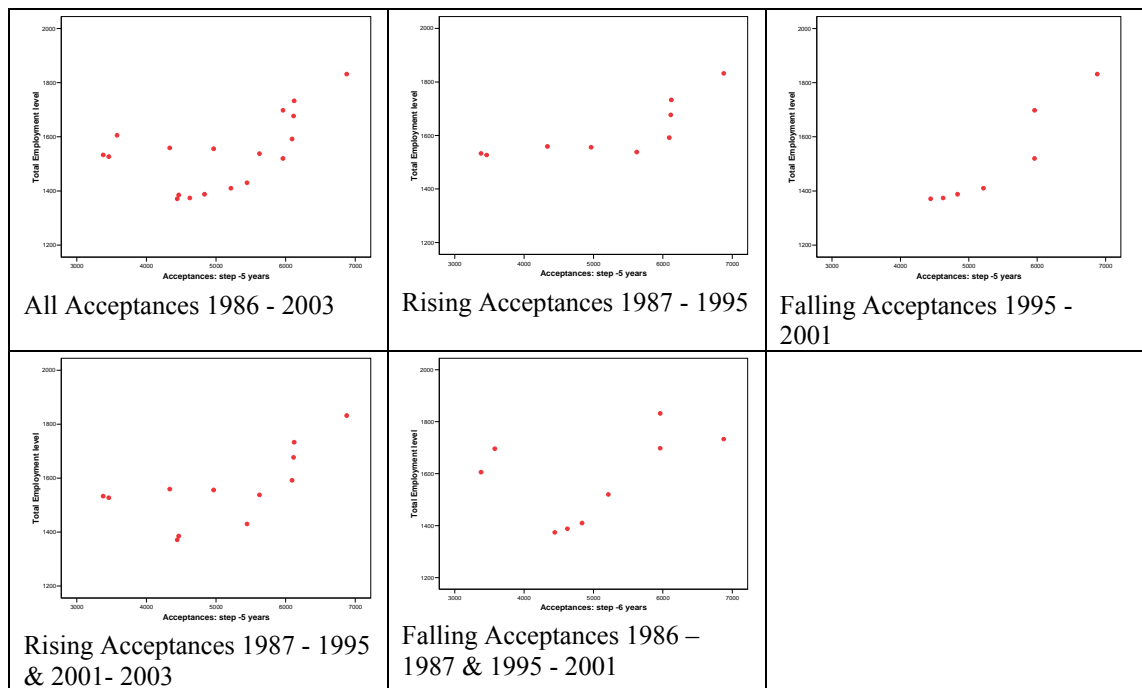 Total Employment level
2000
1800
1600
1400
1200
3000 4000 5000 6000 7000
Acceptances: step -5 years
All Acceptances 1986 - 2003
Total Employment level
2000
1800
1600
1400
1200
3000 4000 5000 6000 7000
Acceptances: step -5 years
Rising Acceptances 1987 - 1995
Total Employment level
2000
1800
1600
1400
1200
3000 4000 5000 6000 7000
Acceptances: step -5 years
Falling Acceptances 1995 -
2001
Total Employment level
2000
1800
1600
1400
1200
3000 4000 5000 6000 7000
Acceptances: step -5 years
Rising Acceptances 1987 - 1995
& 2001- 2003
Total Employment level
2000
1800
1600
1400
1200
3000 4000 5000 6000 7000
Acceptances: step -6 years
Falling Acceptances 1986 –
1987 & 1995 - 2001